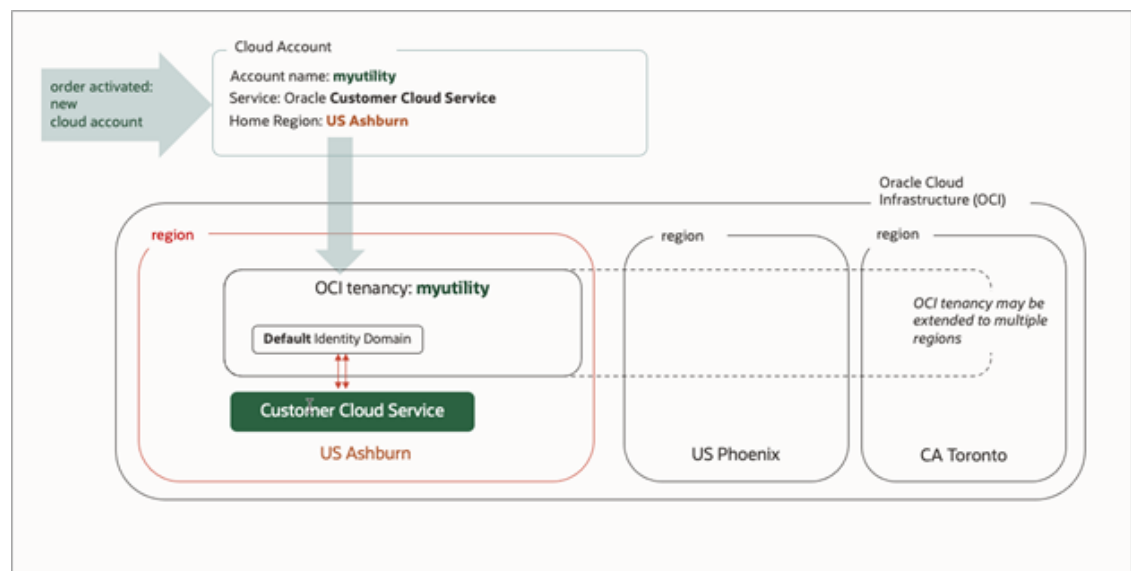 Cloud Account
order activated:
new
cloud account
Account name: myutility
Service: Oracle Customer Cloud Service
Home Region: US Ashburn
Oracle Cloud
Infrastructure (OCI)
region
region
region
OCI tenancy: myutility
Default Identity Domain
OCI tenancy may be
extended to multiple
regions
Customer Cloud Service
US Ashburn
US Phoenix
CA Toronto